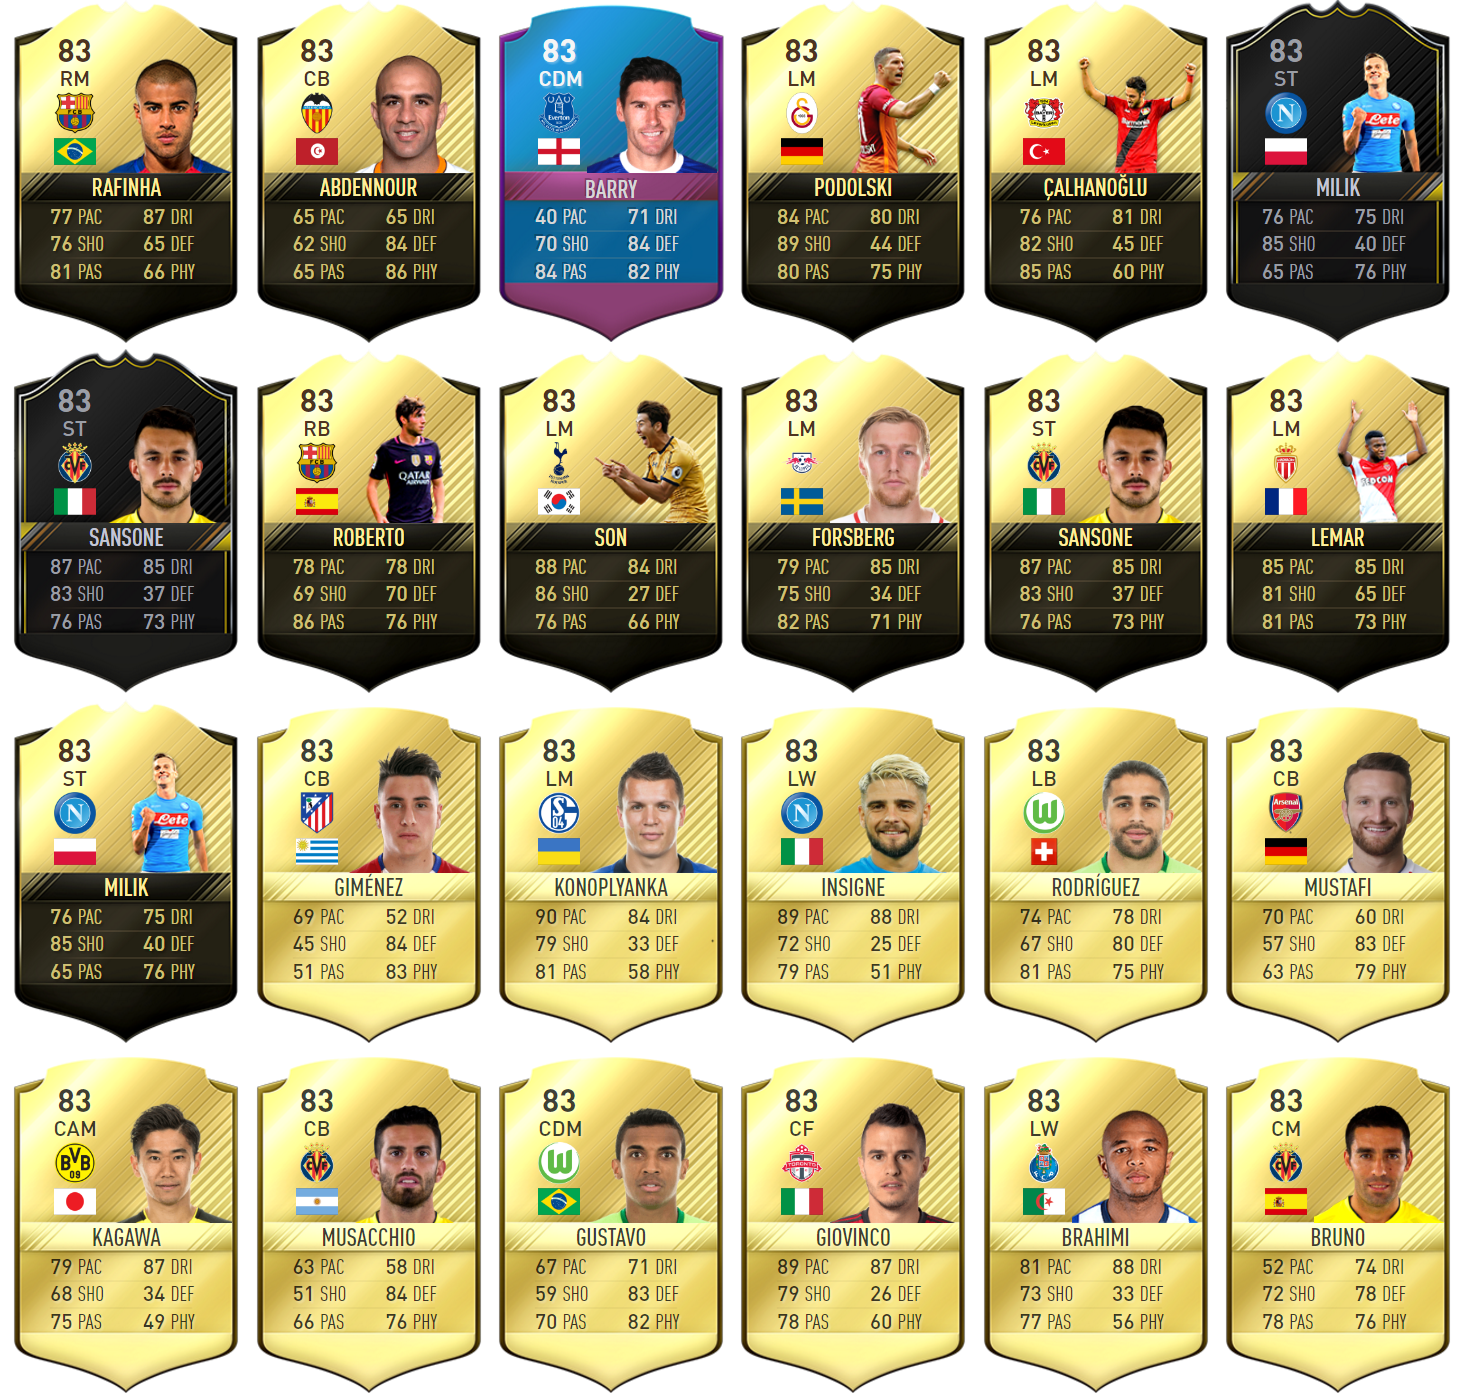 83
RM
RAFINHA
77 PAC 87 DRI
76 SHO 65 DEF
81 PAS 66 PHY
83
CB
ABDENNOUR
65 PAC 65 DRI
62 SHO 84 DEF
65 PAS 86 PHY
83
CDM
Everton
BARRY
40 PAC 71 DRI
70 SHO 84 DEF
84 PAS 82 PHY
83
LM
PODOLSKI
84 PAC 80 DRI
89 SHO 44 DEF
80 PAS 75 PHY
83
LM
ÇALHANOĞLU
76 PAC 81 DRI
82 SHO 45 DEF
85 PAS 60 PHY
83
ST
N
Lete
MILIK
76 PAC 75 DRI
85 SHO 40 DEF
65 PAS 76 PHY
83
ST
CVF
SANSONE
87 PAC 85 DRI
83 SHO 37 DEF
76 PAS 73 PHY
83
RB
QATAR
AIRWAYS
ROBERTO
78 PAC 78 DRI
69 SHO 70 DEF
86 PAS 76 PHY
83
LM
SON
88 PAC 84 DRI
86 SHO 27 DEF
76 PAS 66 PHY
83
LM
FORSBERG
79 PAC 85 DRI
75 SHO 34 DEF
82 PAS 71 PHY
83
ST
CVF
SANSONE
87 PAC 85 DRI
83 SHO 37 DEF
76 PAS 73 PHY
83
LM
LEMAR
85 PAC 85 DRI
81 SHO 65 DEF
81 PAS 73 PHY
83
ST
N
Lete
MILIK
76 PAC 75 DRI
85 SHO 40 DEF
65 PAS 76 PHY
83
CB
GIMÉNEZ
69 PAC 52 DRI
45 SHO 84 DEF
51 PAS 83 PHY
83
LM
S04
KONOPLYANKA
90 PAC 84 DRI
79 SHO 33 DEF
81 PAS 58 PHY
83
LW
N
INSIGNE
89 PAC 88 DRI
72 SHO 25 DEF
79 PAS 51 PHY
83
LB
W
RODRÍGUEZ
74 PAC 78 DRI
67 SHO 80 DEF
81 PAS 75 PHY
83
CB
Arsenal
MUSTAFI
70 PAC 60 DRI
57 SHO 83 DEF
63 PAS 79 PHY
83
CAM
BVB
09
KAGAWA
79 PAC 87 DRI
68 SHO 34 DEF
75 PAS 49 PHY
83
CB
CVF
MUSACCHIO
63 PAC 58 DRI
51 SHO 84 DEF
66 PAS 76 PHY
83
CDM
W
GUSTAVO
67 PAC 71 DRI
59 SHO 83 DEF
70 PAS 82 PHY
83
CF
TORONTO
GIOVINCO
89 PAC 87 DRI
79 SHO 26 DEF
78 PAS 60 PHY
83
LW
BRAHIMI
81 PAC 88 DRI
73 SHO 33 DEF
77 PAS 56 PHY
83
CM
CVF
BRUNO
52 PAC 74 DRI
72 SHO 78 DEF
78 PAS 76 PHY